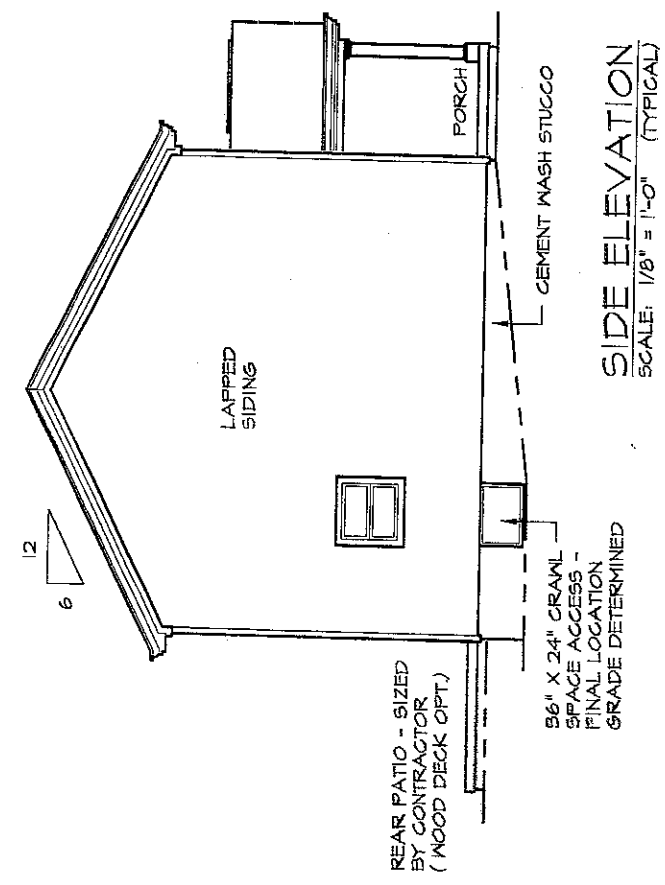 12
6
LAPPED
SIDING
PORCH
REAR PATIO - SIZED
BY CONTRACTOR
( WOOD DECK OPT.)
36" X 24" CRAWL
SPACE ACCESS -
FINAL LOCATION
GRADE DETERMINED
CEMENT WASH STUCCO
SIDE ELEVATION
SCALE: 1/8" = 1'-0" (TYPICAL)